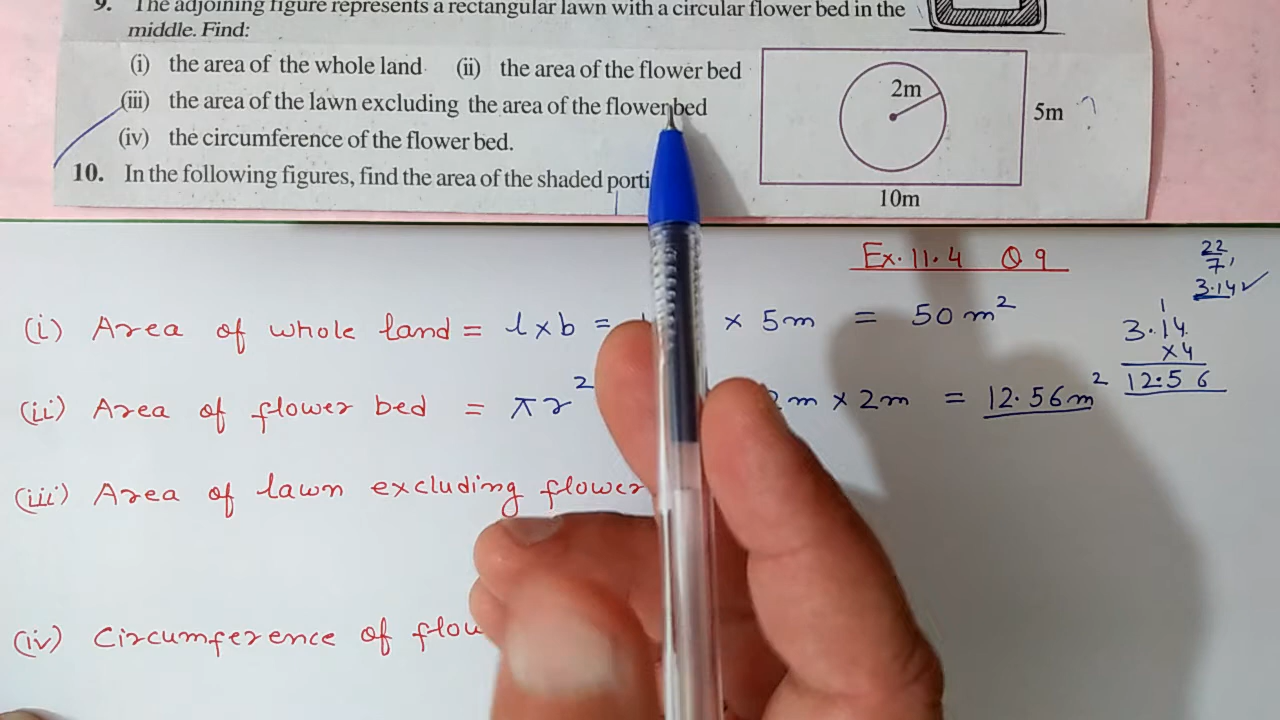 9. The adjoining figure represents a rectangular lawn with a circular flower bed in the
middle. Find:
(i) the area of the whole land (ii) the area of the flower bed
(iii) the area of the lawn excluding the area of the flower bed
(iv) the circumference of the flower bed.
10. In the following figures, find the area of the shaded
2m
5m ?
10m
Ex. 11.4 Q 9
22
7
3.14 ✓
(i) Area of whole land = l × b = × 5m = 50 m²
1
3.14
×4
12.56
(ii) Area of flower bed = πr² m × 2m = 12.56m²
(iii) Area of lawn excluding flower
(iv) Circumference of